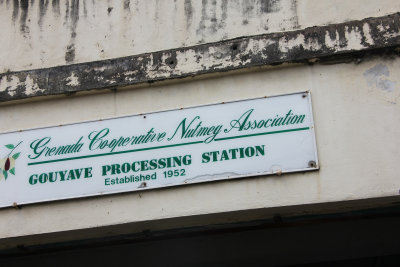 Grenada Cooperative Nutmeg Association
GOUYAVE PROCESSING STATION
Established 1952